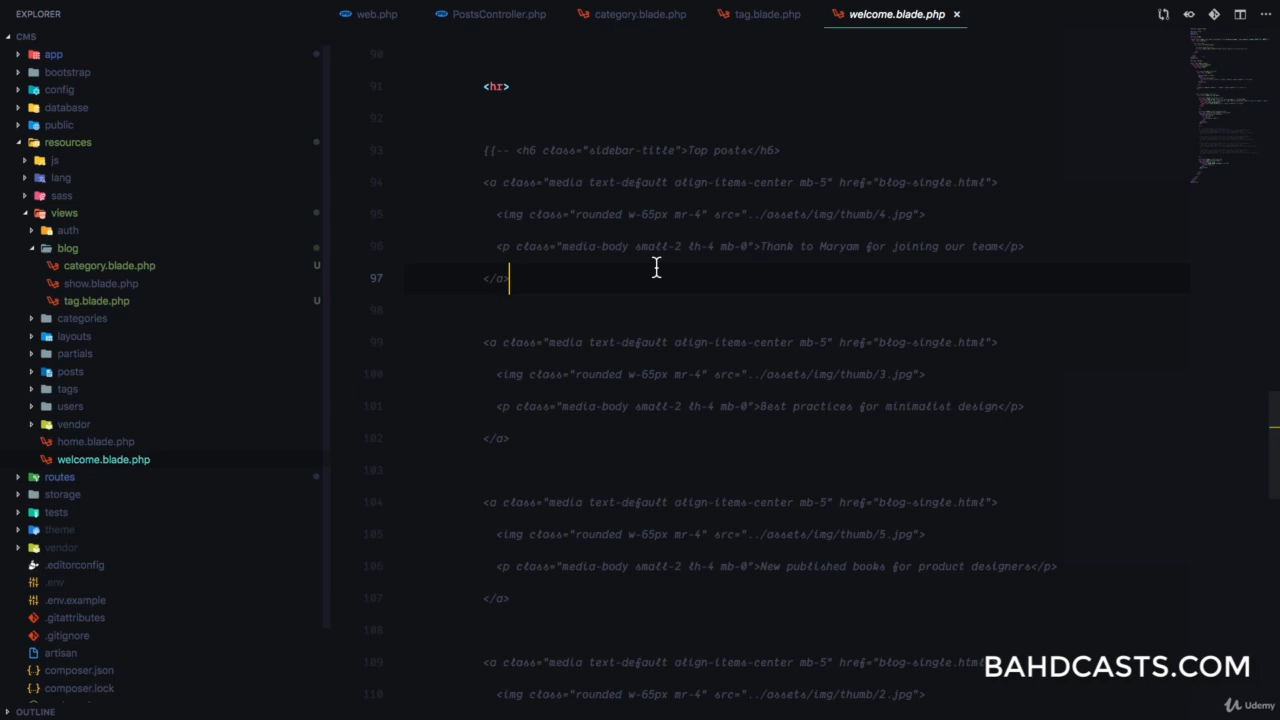 EXPLORER
web.php
PostsController.php
category.blade.php
tag.blade.php
welcome.blade.php ×
CMS
app
bootstrap
config
database
public
resources
js
lang
sass
views
auth
blog
category.blade.php U
show.blade.php
tag.blade.php U
categories
layouts
partials
posts
tags
users
vendor
home.blade.php
welcome.blade.php
routes
storage
tests
theme
vendor
.editorconfig
.env
.env.example
.gitattributes
.gitignore
artisan
composer.json
composer.lock
OUTLINE
90
91 <hr>
92
93 {{-- <h6 class="sidebar-title">Top posts</h6>
94 <a class="media text-default align-items-center mb-5" href="blog-single.html">
95 <img class="rounded w-65px mr-4" src="../assets/img/thumb/4.jpg">
96 <p class="media-body small-2 lh-4 mb-0">Thank to Maryam for joining our team</p>
97 </a>
98
99 <a class="media text-default align-items-center mb-5" href="blog-single.html">
100 <img class="rounded w-65px mr-4" src="../assets/img/thumb/3.jpg">
101 <p class="media-body small-2 lh-4 mb-0">Best practices for minimalist design</p>
102 </a>
103
104 <a class="media text-default align-items-center mb-5" href="blog-single.html">
105 <img class="rounded w-65px mr-4" src="../assets/img/thumb/5.jpg">
106 <p class="media-body small-2 lh-4 mb-0">New published books for product designers</p>
107 </a>
108
109 <a class="media text-default align-items-center mb-5" href="blog-single.html">
110 <img class="rounded w-65px mr-4" src="../assets/img/thumb/2.jpg">
BAHDCASTS.COM
Udemy